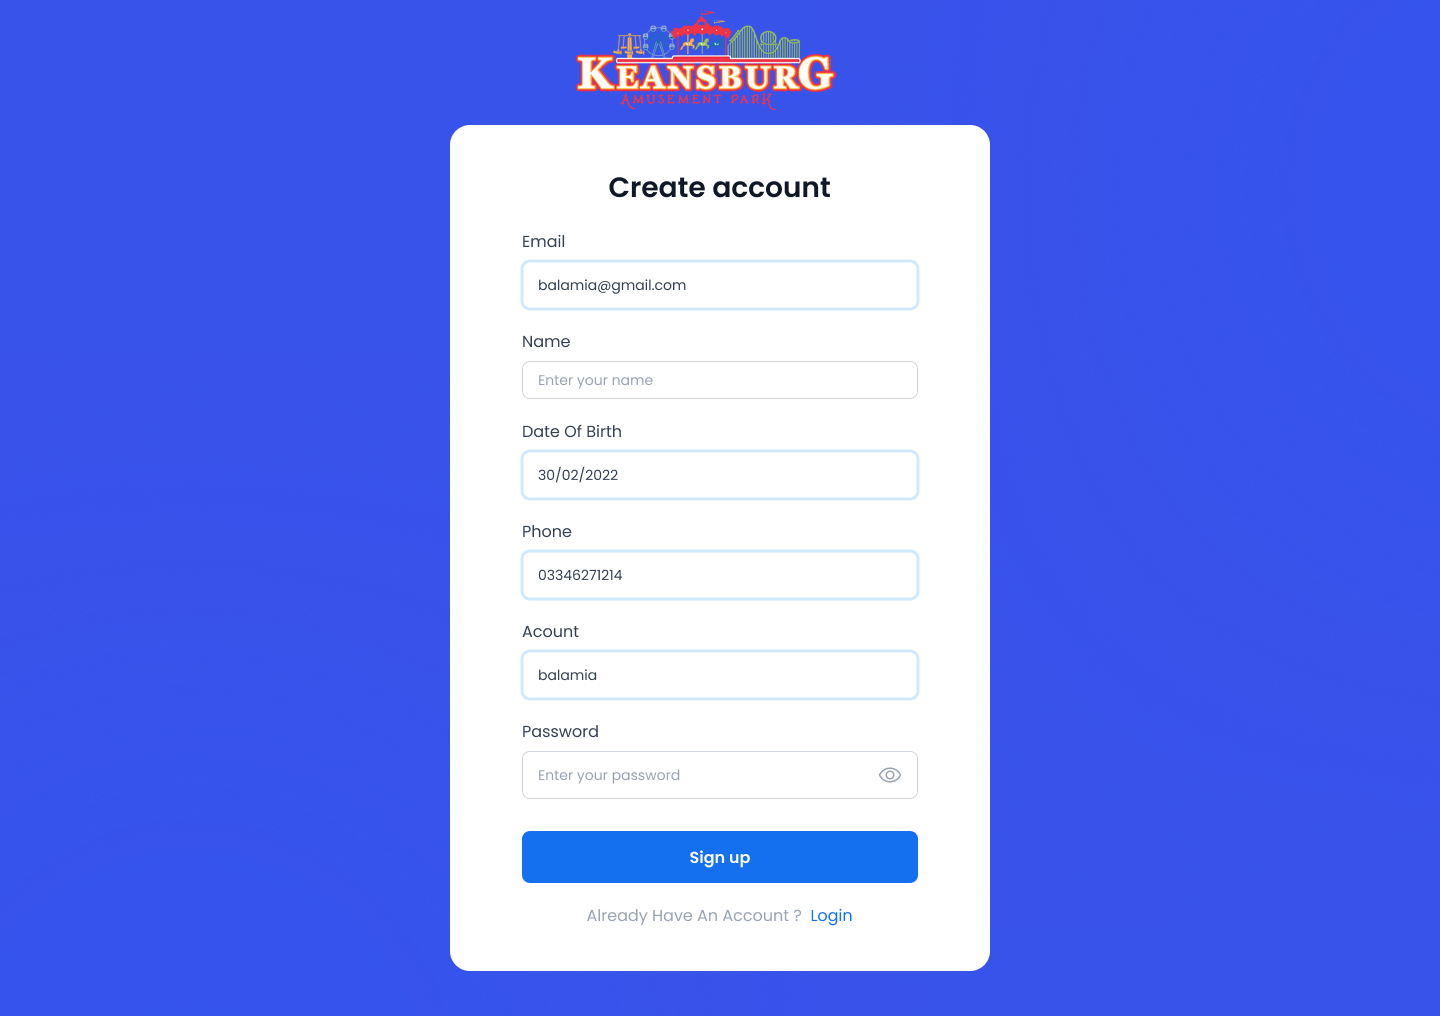 KEANSBURG
AMUSEMENT PARK
Create account
Email
balamia@gmail.com
Name
Enter your name
Date Of Birth
30/02/2022
Phone
03346271214
Acount
balamia
Password
Enter your password
Sign up
Already Have An Account ? Login